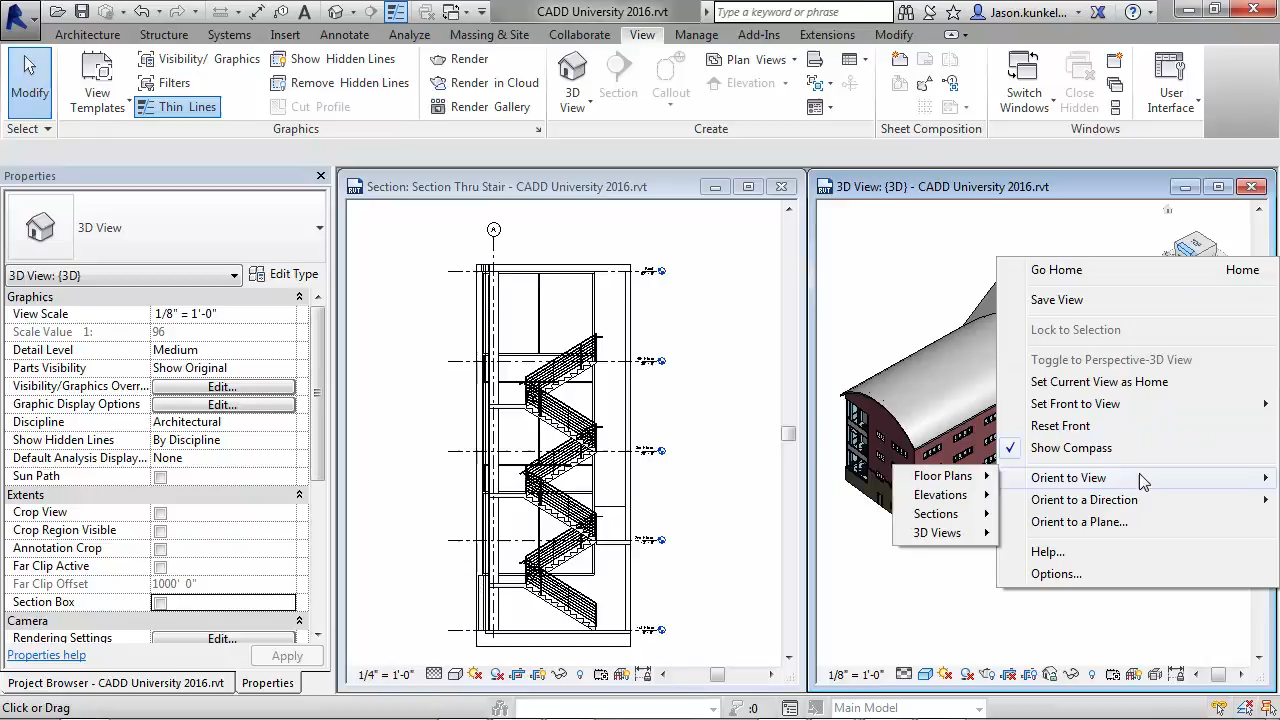 CADD University 2016.rvt
Type a keyword or phrase
Jason.kunkel...
Architecture
Structure
Systems
Insert
Annotate
Analyze
Massing & Site
Collaborate
View
Manage
Add-Ins
Extensions
Modify
Modify
Select
View Templates
Visibility/ Graphics
Filters
Thin Lines
Show Hidden Lines
Remove Hidden Lines
Cut Profile
Graphics
Render
Render in Cloud
Render Gallery
3D View
Section
Callout
Plan Views
Elevation
Create
Sheet Composition
Switch Windows
Close Hidden
Windows
User Interface
Properties
3D View
3D View: {3D}
Edit Type
Graphics
View Scale 1/8" = 1'-0"
Scale Value 1: 96
Detail Level Medium
Parts Visibility Show Original
Visibility/Graphics Overr... Edit...
Graphic Display Options Edit...
Discipline Architectural
Show Hidden Lines By Discipline
Default Analysis Display... None
Sun Path
Extents
Crop View
Crop Region Visible
Annotation Crop
Far Clip Active
Far Clip Offset 1000' 0"
Section Box
Camera
Rendering Settings Edit...
Properties help
Apply
Project Browser - CADD University 2016.rvt
Properties
Section: Section Thru Stair - CADD University 2016.rvt
A
1/4" = 1'-0"
3D View: {3D} - CADD University 2016.rvt
Go Home Home
Save View
Lock to Selection
Toggle to Perspective-3D View
Set Current View as Home
Set Front to View
Reset Front
Show Compass
Orient to View
Orient to a Direction
Orient to a Plane...
Help...
Options...
Floor Plans
Elevations
Sections
3D Views
1/8" = 1'-0"
Click or Drag
:0
Main Model